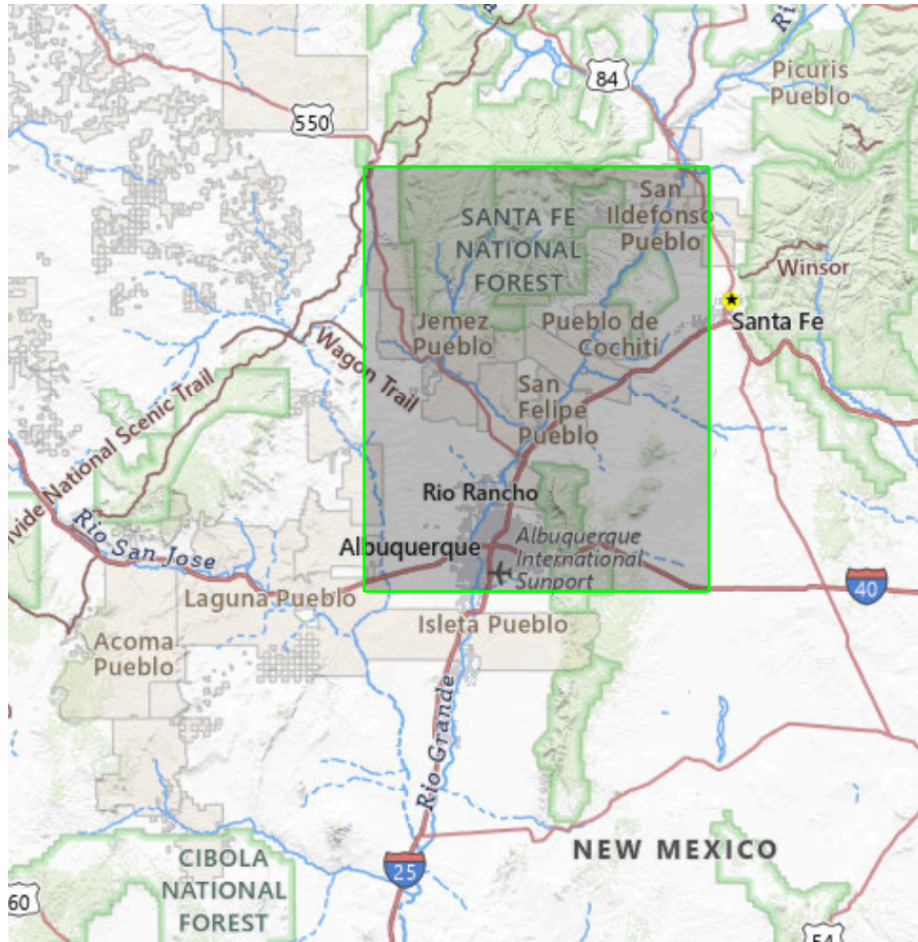 84
Picuris
Pueblo
550
San
Ildefonso
Pueblo
SANTA FE
NATIONAL
FOREST
Winsor
Santa Fe
Jemez
Pueblo
Pueblo de
Cochiti
Wagon Trail
San
Felipe
Pueblo
vide National Scenic Trail
Rio Rancho
Rio San Jose
Albuquerque
Albuquerque
International
Sunport
40
Laguna Pueblo
Isleta Pueblo
Acoma
Pueblo
Rio Grande
NEW MEXICO
CIBOLA
NATIONAL
FOREST
25
60
54